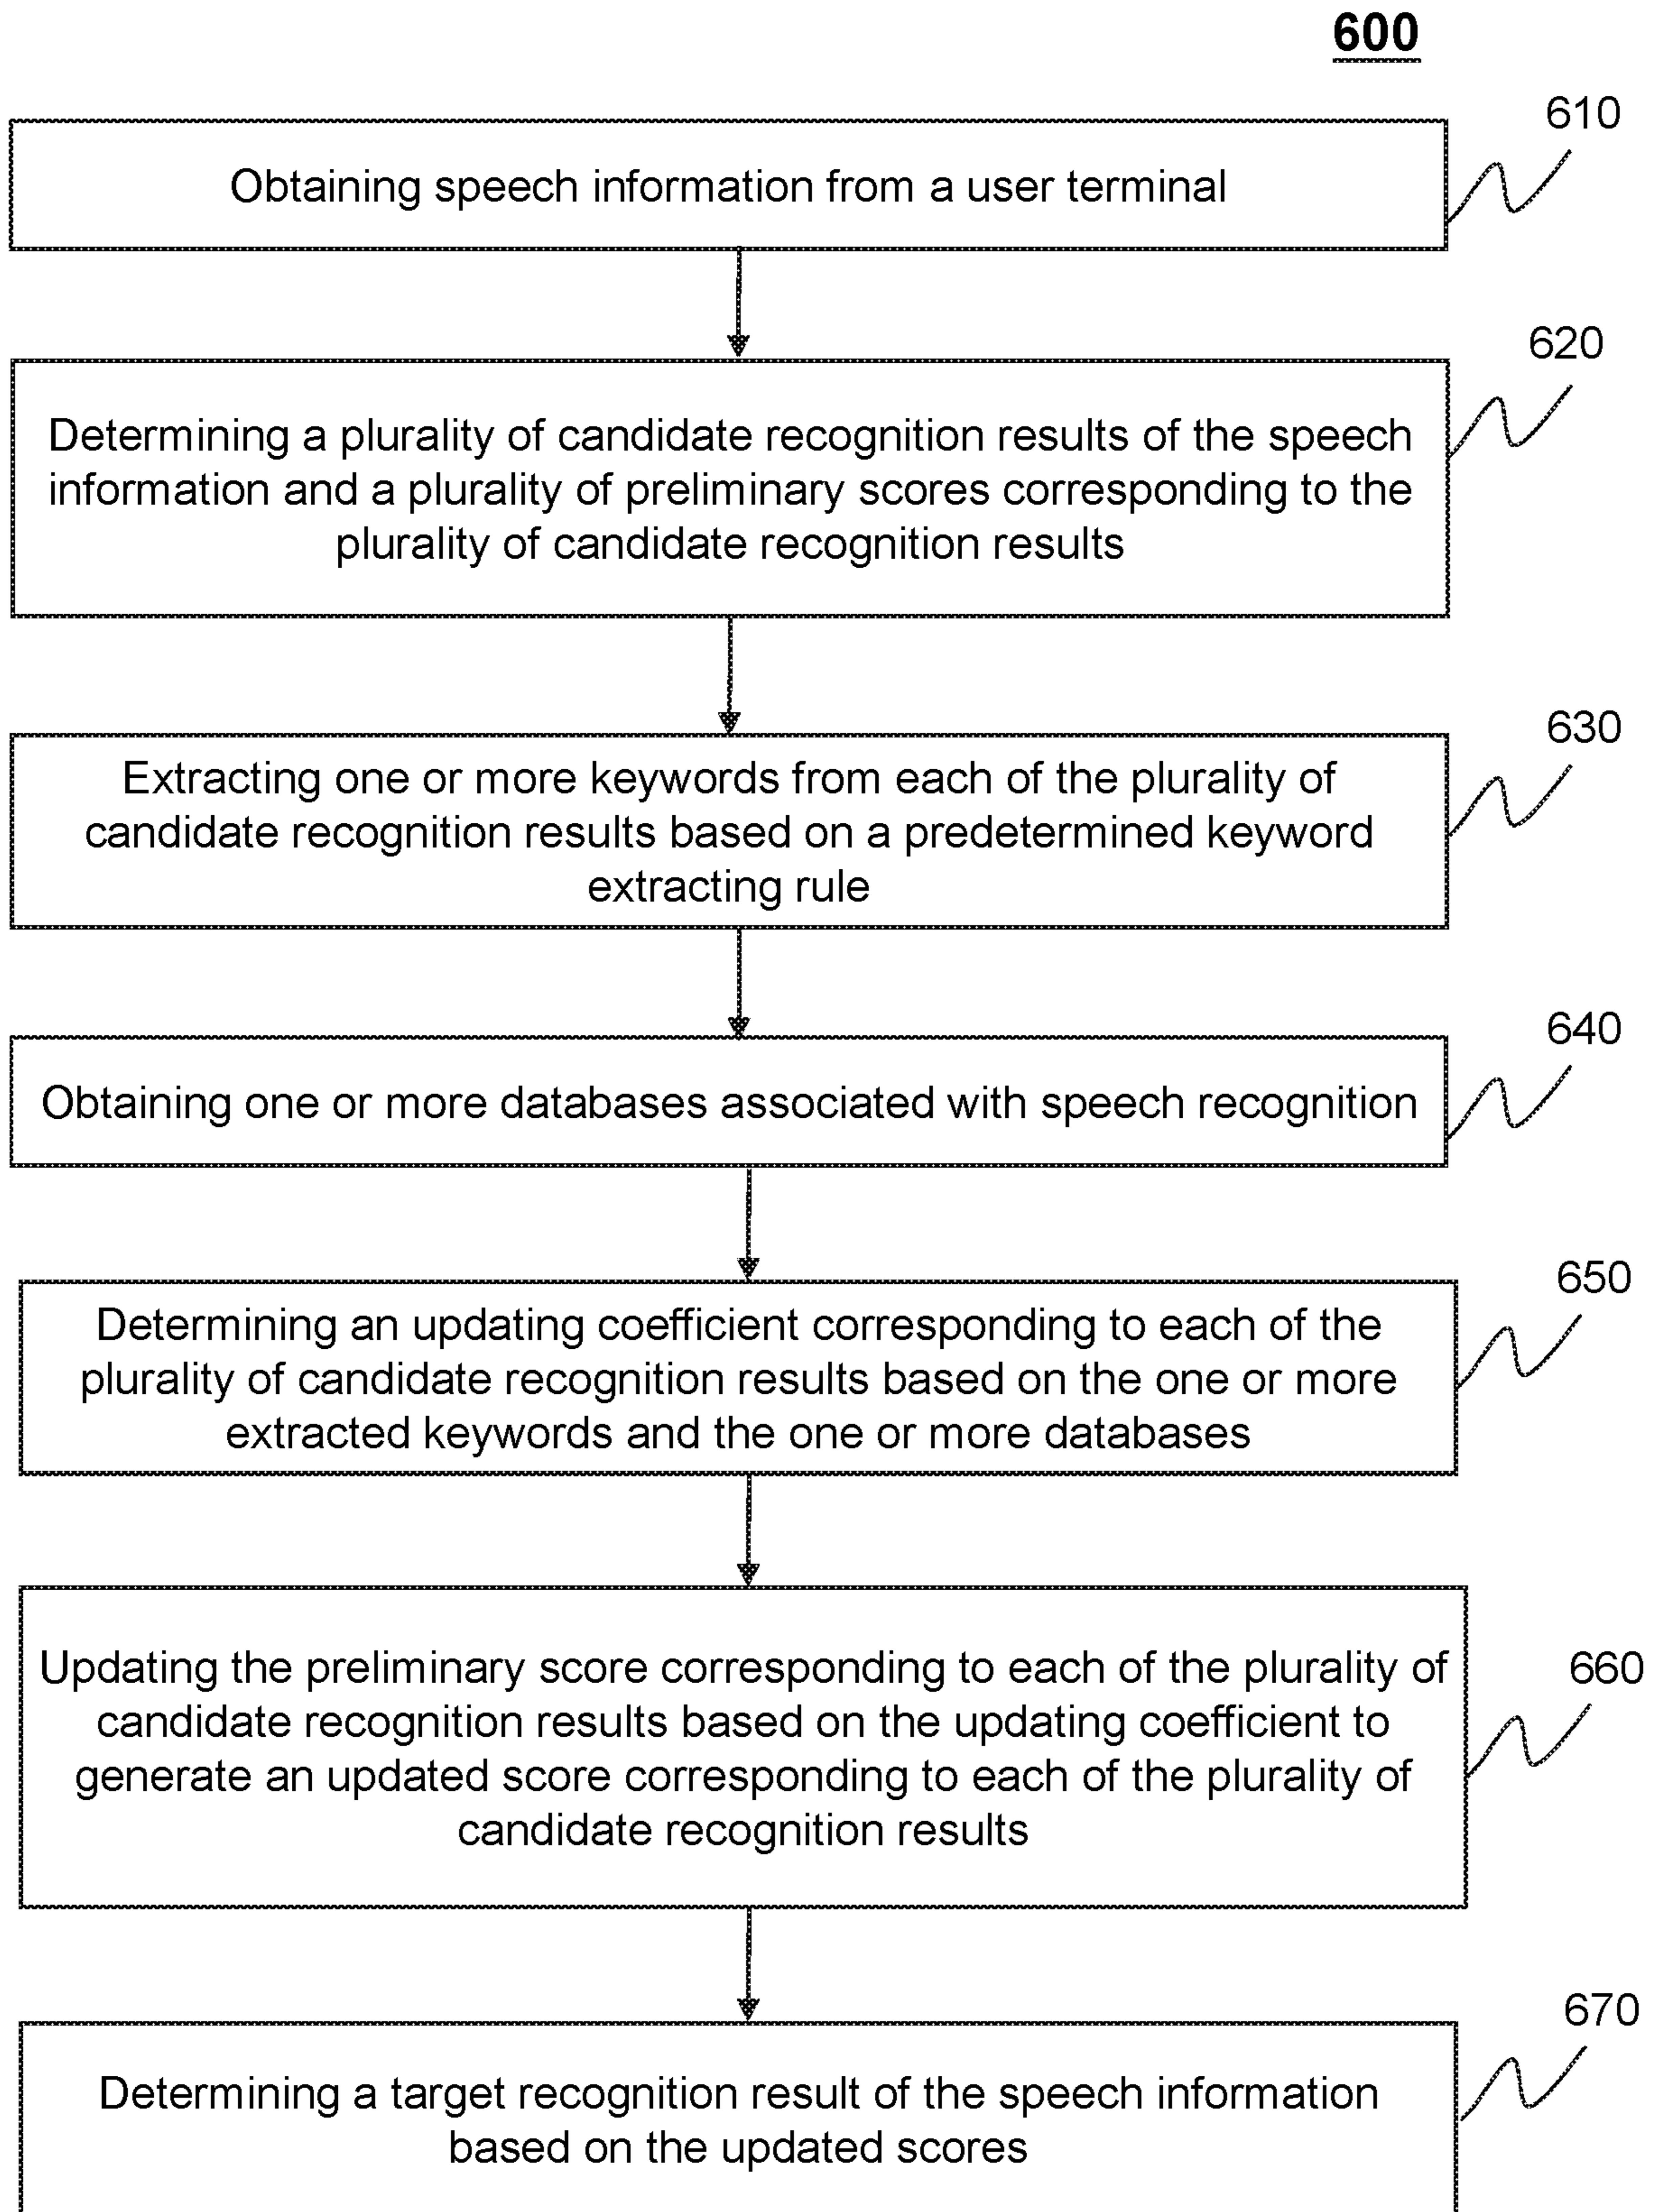 600
610
Obtaining speech information from a user terminal
620
Determining a plurality of candidate recognition results of the speech
information and a plurality of preliminary scores corresponding to the
plurality of candidate recognition results
630
Extracting one or more keywords from each of the plurality of
candidate recognition results based on a predetermined keyword
extracting rule
640
Obtaining one or more databases associated with speech recognition
650
Determining an updating coefficient corresponding to each of the
plurality of candidate recognition results based on the one or more
extracted keywords and the one or more databases
660
Updating the preliminary score corresponding to each of the plurality of
candidate recognition results based on the updating coefficient to
generate an updated score corresponding to each of the plurality of
candidate recognition results
670
Determining a target recognition result of the speech information
based on the updated scores